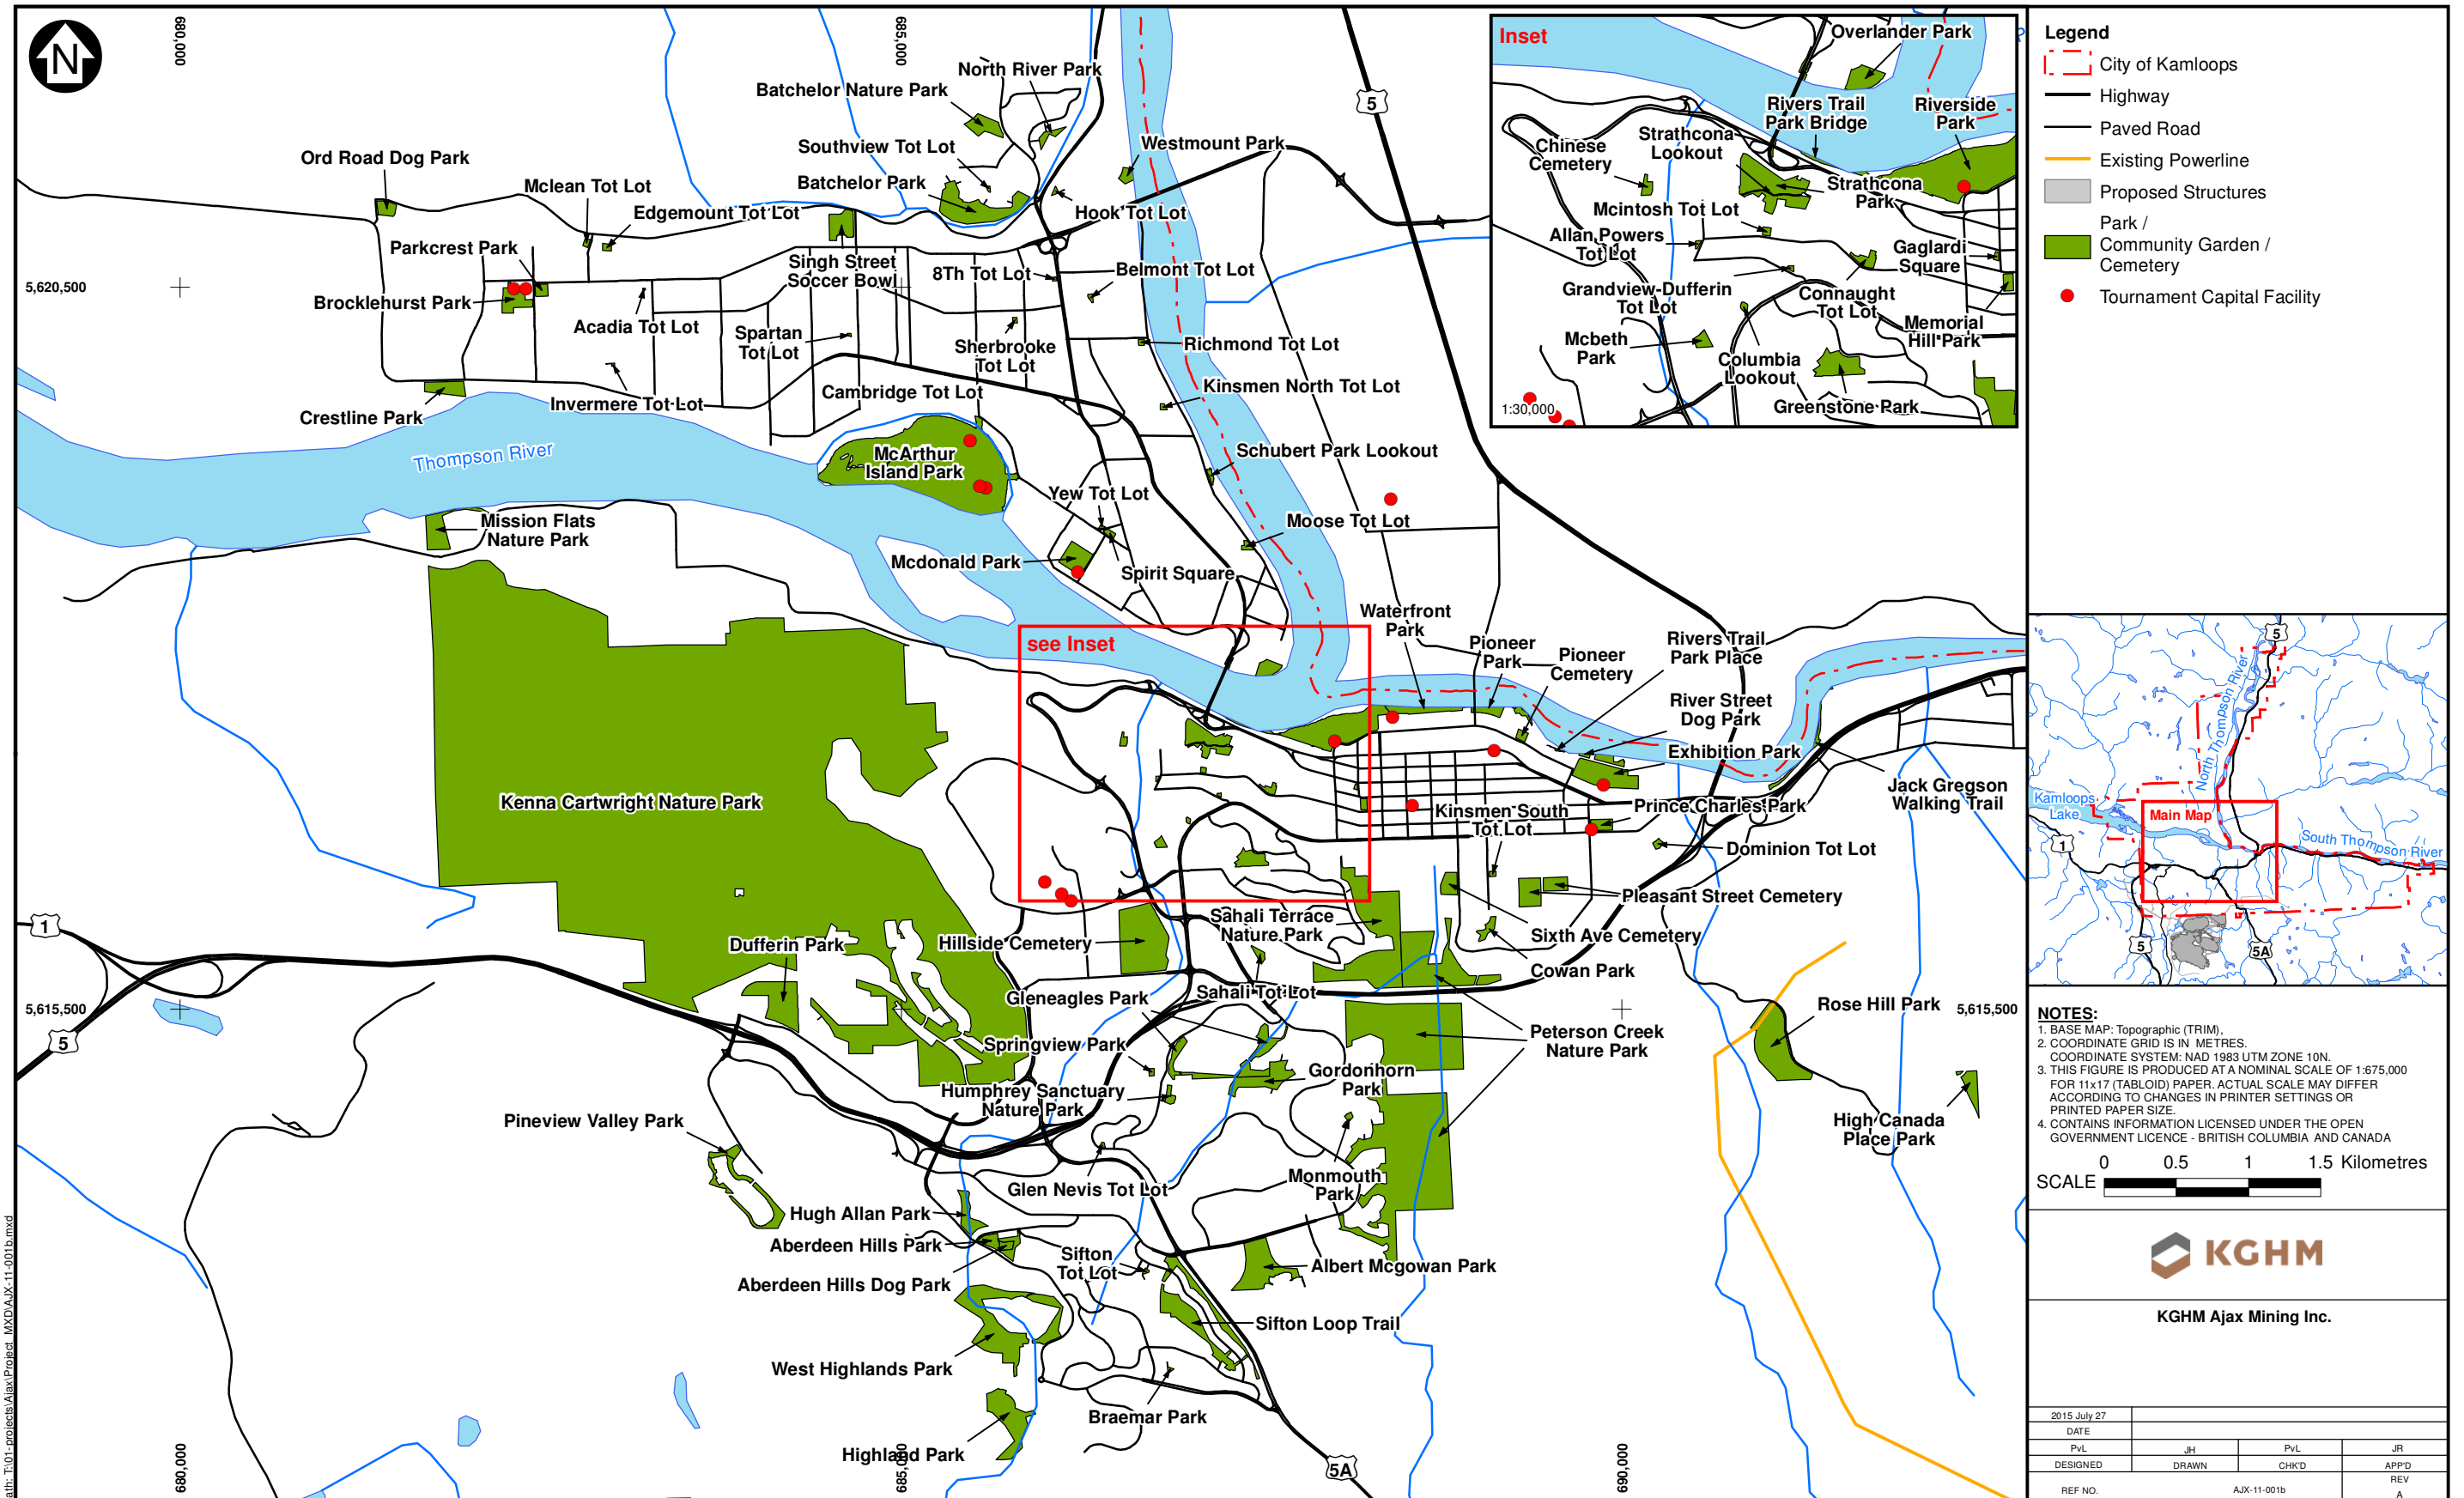 N
680,000
685,000
North River Park
Batchelor Nature Park
5
Southview Tot Lot
Westmount Park
Ord Road Dog Park
Mclean Tot Lot
Batchelor Park
Edgemount Tot Lot
Hook Tot Lot
Parkcrest Park
Singh Street
Soccer Bowl
8Th Tot Lot
Belmont Tot Lot
5,620,500
Brocklehurst Park
Acadia Tot Lot
Spartan
Tot Lot
Sherbrooke
Tot Lot
Richmond Tot Lot
Kinsmen North Tot Lot
Cambridge Tot Lot
Crestline Park
Invermere Tot Lot
Thompson River
McArthur
Island Park
Schubert Park Lookout
Yew Tot Lot
Moose Tot Lot
Mission Flats
Nature Park
Mcdonald Park
Spirit Square
see Inset
Waterfront
Park
Pioneer
Park
Pioneer
Cemetery
Rivers Trail
Park Place
River Street
Dog Park
Exhibition Park
Jack Gregson
Walking Trail
Kenna Cartwright Nature Park
Prince Charles Park
Kinsmen South
Tot Lot
Dominion Tot Lot
Pleasant Street Cemetery
1
Dufferin Park
Hillside Cemetery
Sahali Terrace
Nature Park
Sixth Ave Cemetery
Cowan Park
Gleneagles Park
Sahali Tot Lot
Rose Hill Park
5,615,500
5,615,500
5
Springview Park
Peterson Creek
Nature Park
Gordonhorn
Park
Humphrey Sanctuary
Nature Park
Pineview Valley Park
High Canada
Place Park
Monmouth
Park
Glen Nevis Tot Lot
Hugh Allan Park
Aberdeen Hills Park
Sifton
Tot Lot
Albert Mcgowan Park
Aberdeen Hills Dog Park
Sifton Loop Trail
West Highlands Park
Braemar Park
Highland Park
5A
680,000
685,000
690,000
ath: T:\01-projects\Ajax\Project_MXD\AJX-11-001b.mxd
Inset
Overlander Park
Rivers Trail
Park Bridge
Riverside
Park
Strathcona
Lookout
Chinese
Cemetery
Strathcona
Park
Mcintosh Tot Lot
Allan Powers
Tot Lot
Gaglardi
Square
Grandview-Dufferin
Tot Lot
Connaught
Tot Lot
Memorial
Hill Park
Mcbeth
Park
Columbia
Lookout
Greenstone Park
1:30,000
Legend
City of Kamloops
Highway
Paved Road
Existing Powerline
Proposed Structures
Park /
Community Garden /
Cemetery
Tournament Capital Facility
5
North Thompson River
Kamloops
Lake
Main Map
1
South Thompson River
5
5A
NOTES:
1. BASE MAP: Topographic (TRIM),
2. COORDINATE GRID IS IN METRES.
COORDINATE SYSTEM: NAD 1983 UTM ZONE 10N.
3. THIS FIGURE IS PRODUCED AT A NOMINAL SCALE OF 1:675,000
FOR 11x17 (TABLOID) PAPER. ACTUAL SCALE MAY DIFFER
ACCORDING TO CHANGES IN PRINTER SETTINGS OR
PRINTED PAPER SIZE.
4. CONTAINS INFORMATION LICENSED UNDER THE OPEN
GOVERNMENT LICENCE - BRITISH COLUMBIA AND CANADA
0 0.5 1 1.5 Kilometres
SCALE
KGHM
KGHM Ajax Mining Inc.
2015 July 27
DATE
PvL JH PvL JR
DESIGNED DRAWN CHK'D APP'D
REF NO. AJX-11-001b REV
A